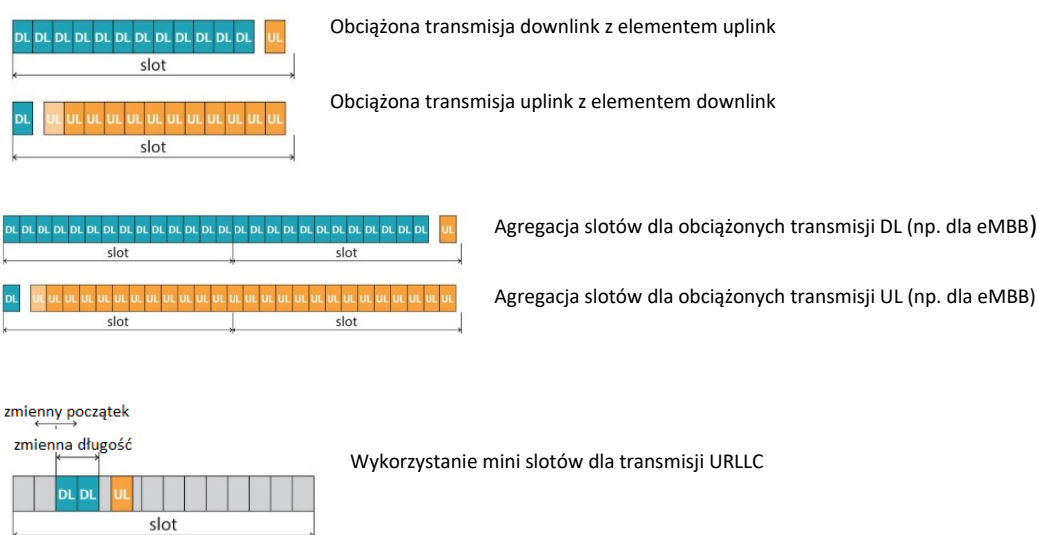 DL DL DL DL DL DL DL DL DL DL DL DL UL
Obciążona transmisja downlink z elementem uplink
slot
DL UL UL UL UL UL UL UL UL UL UL UL UL
Obciążona transmisja uplink z elementem downlink
slot
DL DL DL DL DL DL DL DL DL DL DL DL DL DL DL DL DL DL DL DL DL DL DL DL DL DL UL
Agregacja slotów dla obciążonych transmisji DL (np. dla eMBB)
slot slot
DL UL UL UL UL UL UL UL UL UL UL UL UL UL UL UL UL UL UL UL UL UL UL UL UL UL UL
Agregacja slotów dla obciążonych transmisji UL (np. dla eMBB)
slot slot
zmienny początek
zmienna długość
Wykorzystanie mini slotów dla transmisji URLLC
DL DL UL
slot